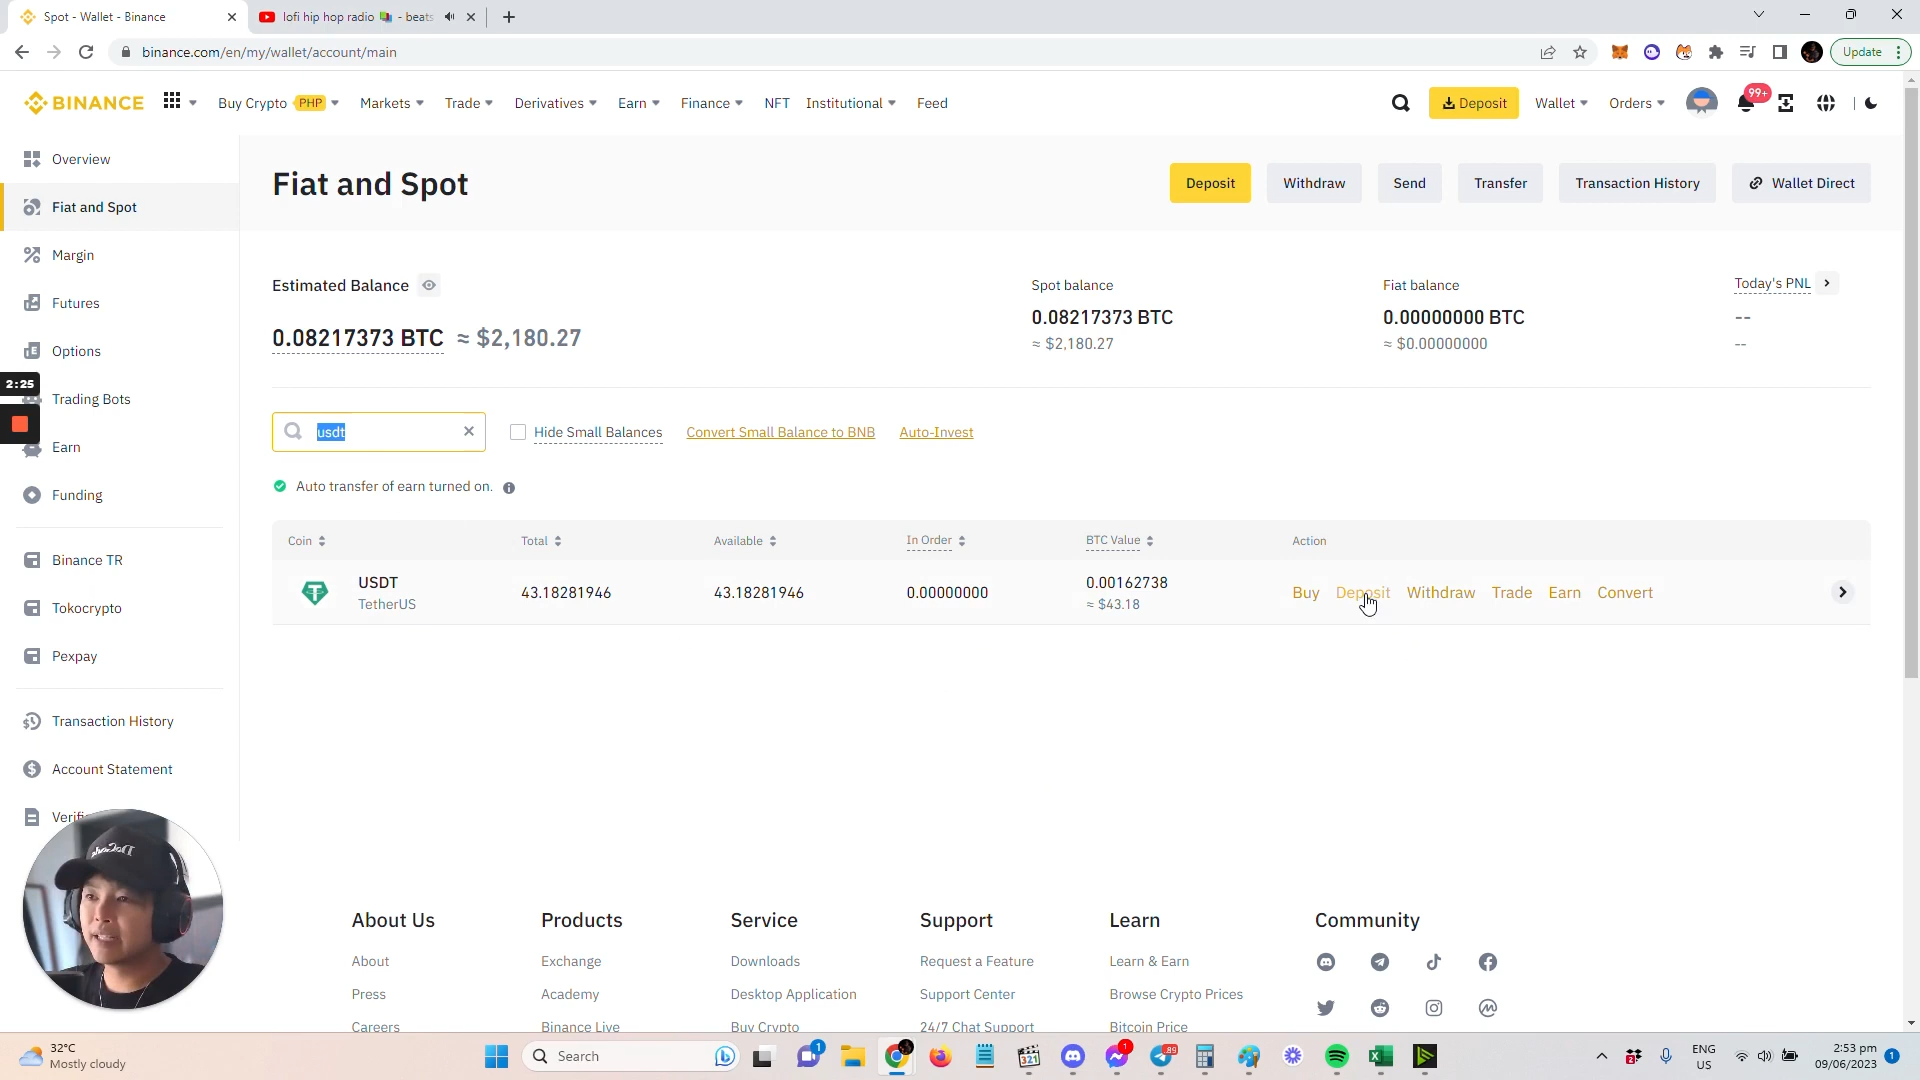 Spot - Wallet - Binance
lofi hip hop radio 📚 - beats
binance.com/en/my/wallet/account/main
Update
BINANCE
Buy Crypto PHP
Markets
Trade
Derivatives
Earn
Finance
NFT
Institutional
Feed
Deposit
Wallet
Orders
99+
Overview
Fiat and Spot
Margin
Futures
Options
2:25
Trading Bots
Earn
Funding
Binance TR
Tokocrypto
Pexpay
Transaction History
Account Statement
Fiat and Spot
Deposit
Withdraw
Send
Transfer
Transaction History
Wallet Direct
Estimated Balance
0.08217373 BTC ≈ $2,180.27
Spot balance
0.08217373 BTC
≈ $2,180.27
Fiat balance
0.00000000 BTC
≈ $0.00000000
Today's PNL
--
--
usdt
Hide Small Balances
Convert Small Balance to BNB
Auto-Invest
Auto transfer of earn turned on.
Coin Total Available In Order BTC Value Action
USDT
TetherUS
43.18281946
43.18281946
0.00000000
0.00162738
≈ $43.18
Buy Deposit Withdraw Trade Earn Convert
About Us
About
Press
Careers
Products
Exchange
Academy
Binance Live
Service
Downloads
Desktop Application
Buy Crypto
Support
Request a Feature
Support Center
24/7 Chat Support
Learn
Learn & Earn
Browse Crypto Prices
Bitcoin Price
Community
32°C
Mostly cloudy
Search
1
321
1
89
ENG
US
2:53 pm
09/06/2023
1